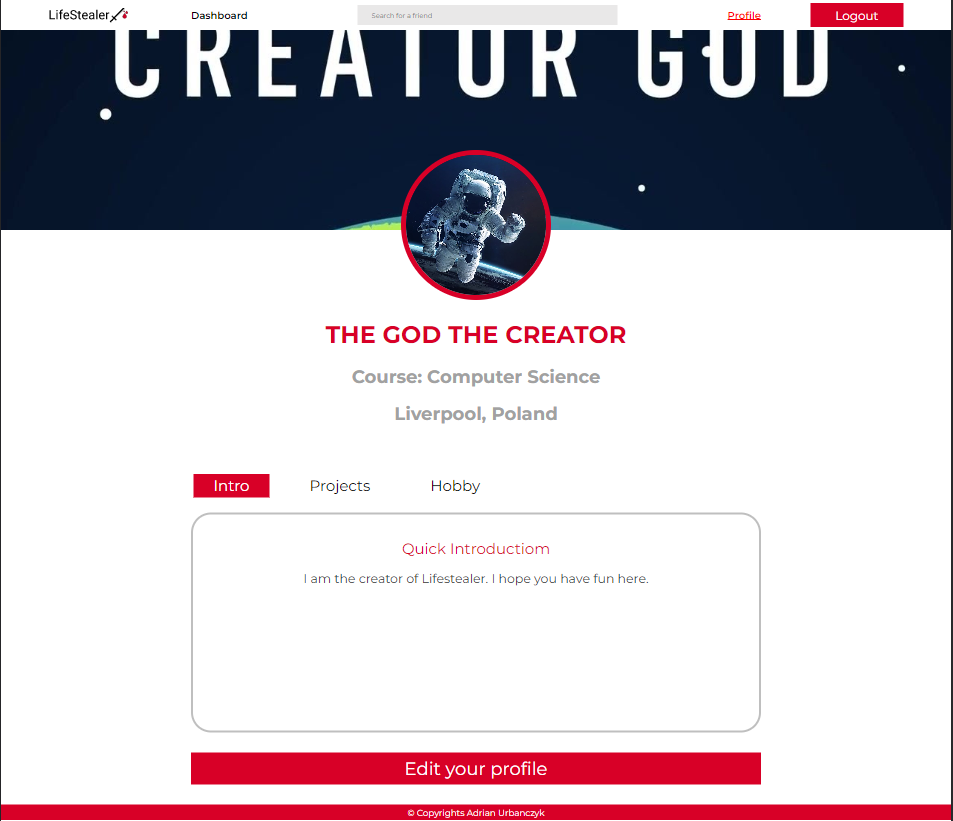 LifeStealer
Dashboard
Search for a friend
Profile
Logout
CREATOR GOD
THE GOD THE CREATOR
Course: Computer Science
Liverpool, Poland
Intro
Projects
Hobby
Quick Introductiom
I am the creator of Lifestealer. I hope you have fun here.
Edit your profile
© Copyrights Adrian Urbanczyk